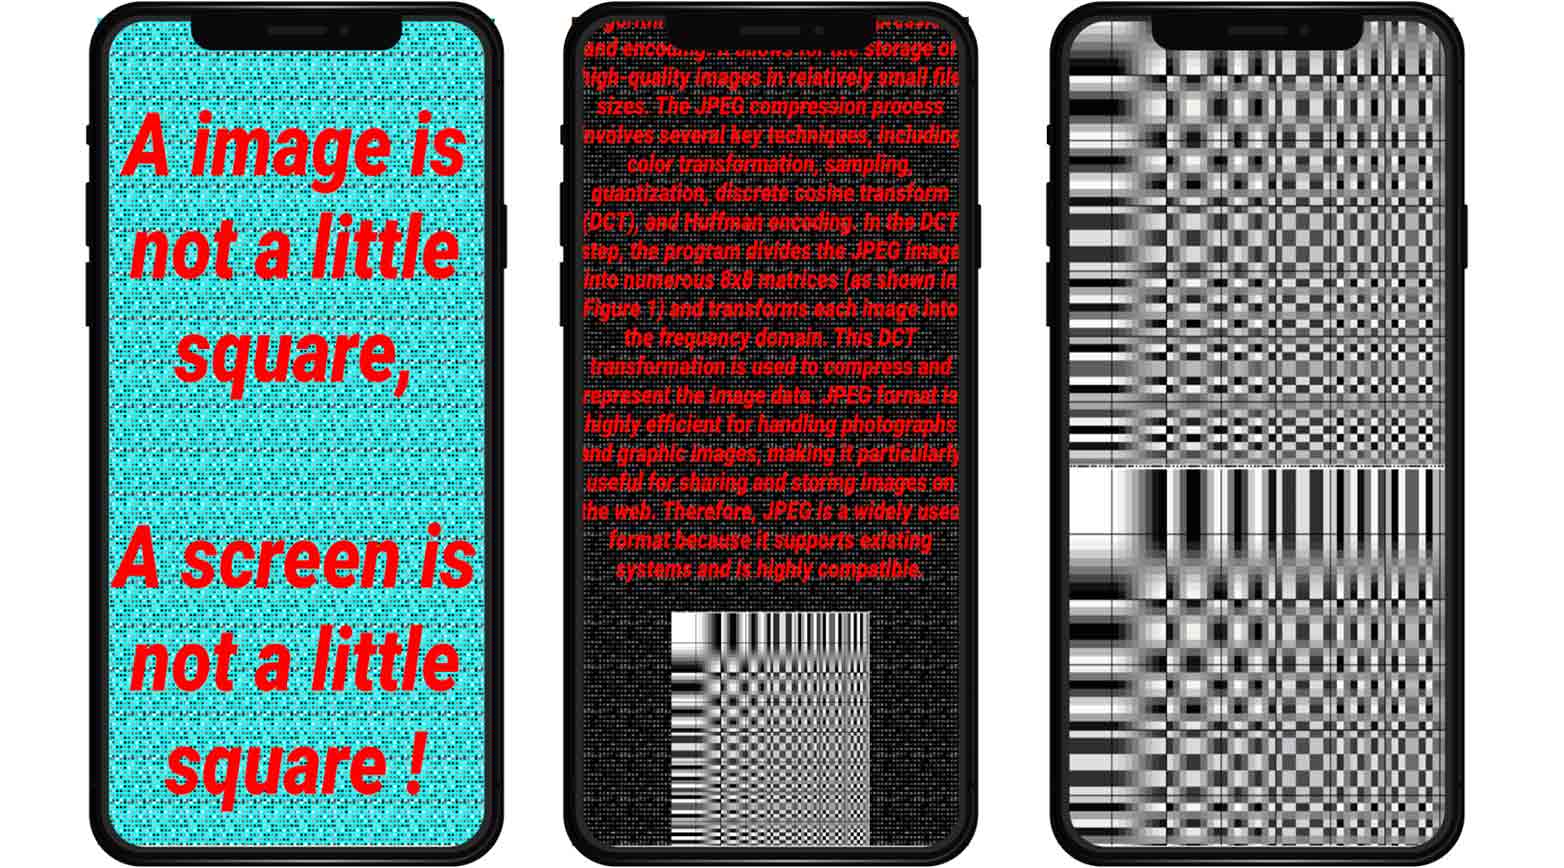 A image is
not a little
square,
A screen is
not a little
square !
and encoding. It allows for the storage of
high-quality images in relatively small file
sizes. The JPEG compression process
involves several key techniques, including
color transformation, sampling,
quantization, discrete cosine transform
(DCT), and Huffman encoding. In the DCT
step, the program divides the JPEG image
into numerous 8x8 matrices (as shown in
Figure 1) and transforms each image into
the frequency domain. This DCT
transformation is used to compress and
represent the image data. JPEG format is
highly efficient for handling photographs
and graphic images, making it particularly
useful for sharing and storing images on
the web. Therefore, JPEG is a widely used
format because it supports existing
systems and is highly compatible.